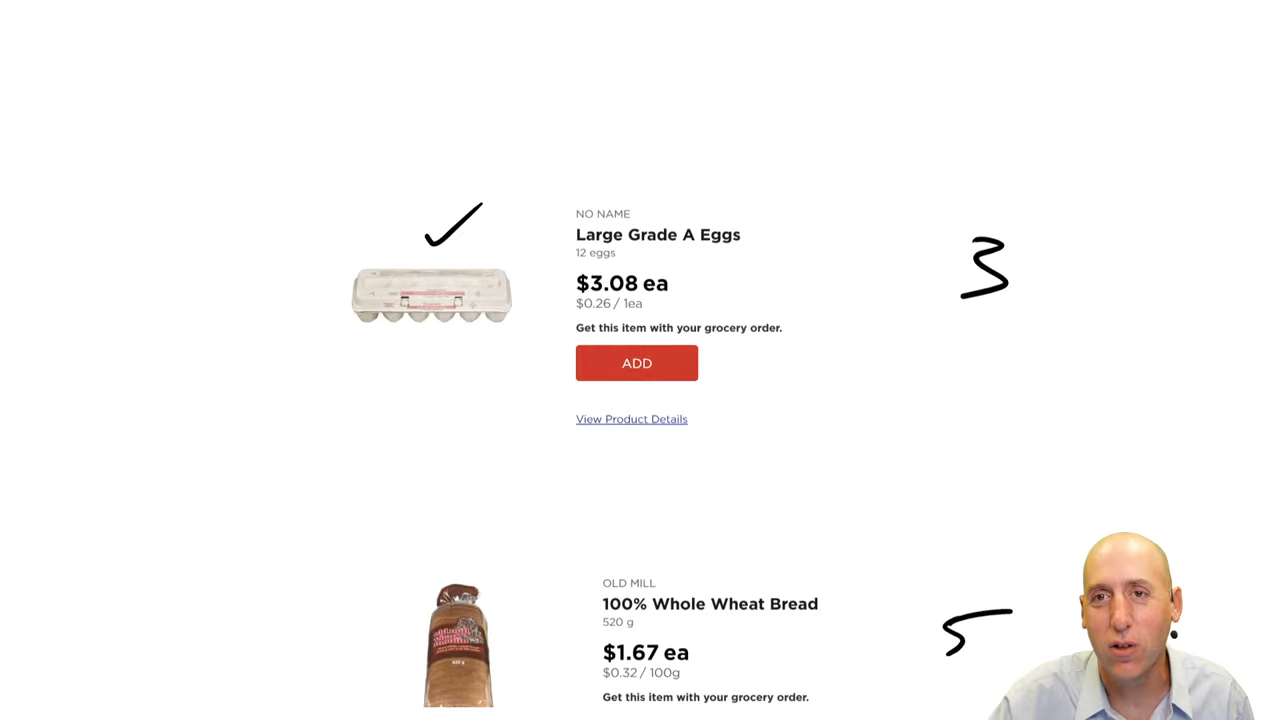 NO NAME
Large Grade A Eggs
12 eggs
$3.08 ea
$0.26 / 1ea
Get this item with your grocery order.
ADD
View Product Details
3
OLD MILL
100% Whole Wheat Bread
520 g
$1.67 ea
$0.32 / 100g
Get this item with your grocery order.
5